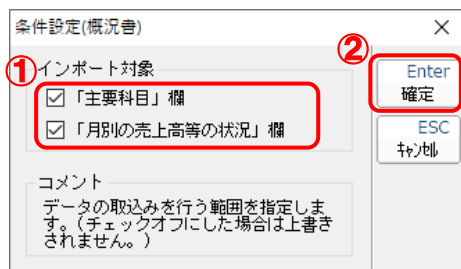 条件設定(概況書)
①
インポート対象
「主要科目」欄
「月別の売上高等の状況」欄
コメント
データの取込みを行う範囲を指定しま
す。(チェックオフにした場合は上書き
されません。)
②
Enter
確定
ESC
ｷｬﾝｾﾙ